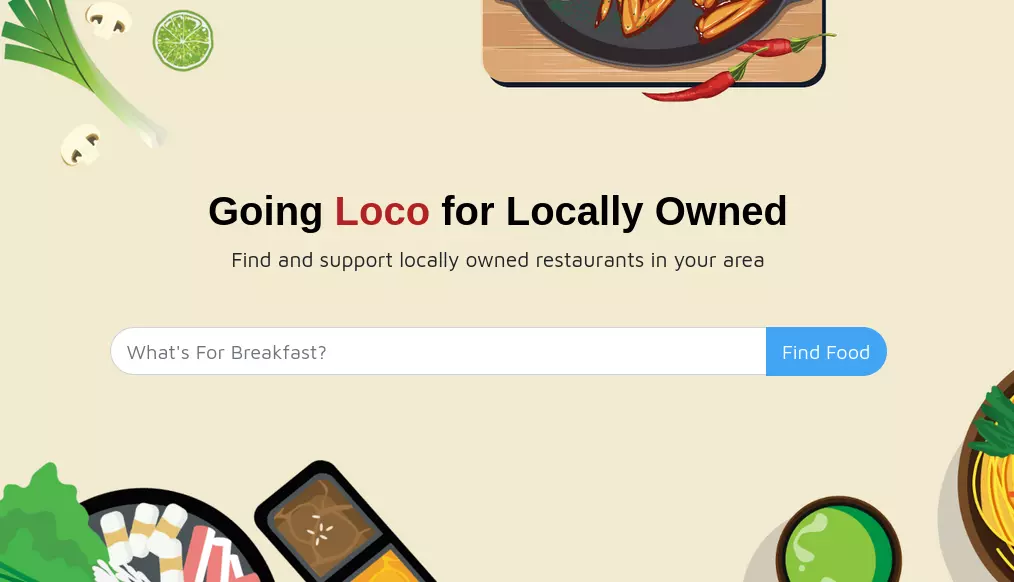 Going Loco for Locally Owned
Find and support locally owned restaurants in your area
What's For Breakfast?
Find Food